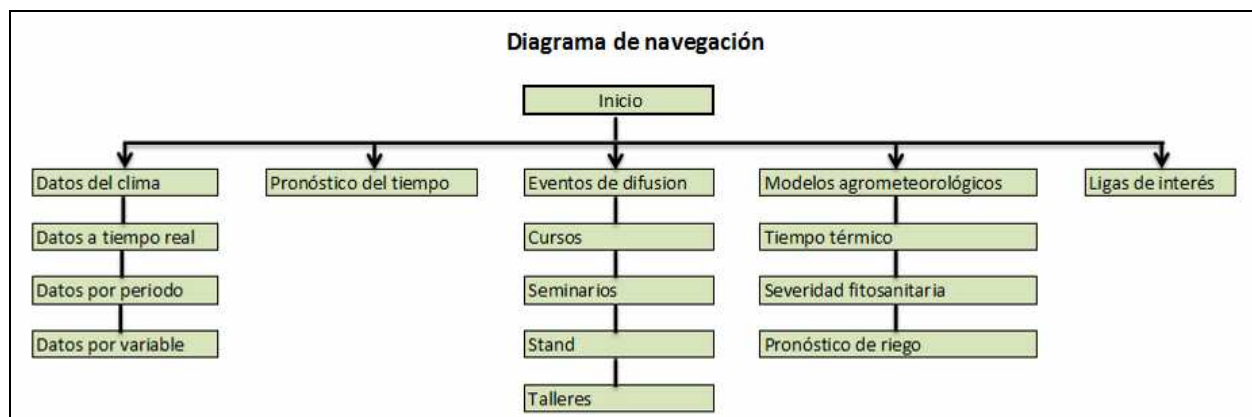 Diagrama de navegación
Inicio
Datos del clima
Pronóstico del tiempo
Eventos de difusion
Modelos agrometeorológicos
Ligas de interés
Datos a tiempo real
Cursos
Tiempo térmico
Datos por periodo
Seminarios
Severidad fitosanitaria
Datos por variable
Stand
Pronóstico de riego
Talleres